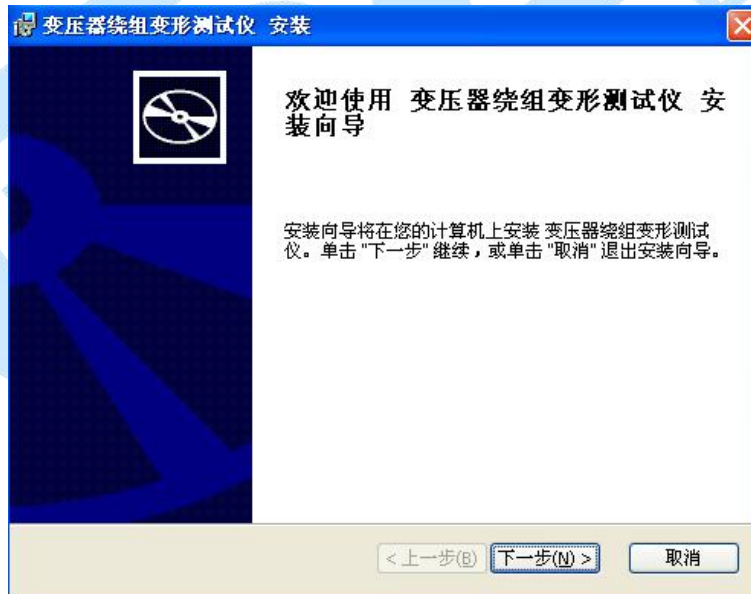 变压器绕组变形测试仪 安装
欢迎使用 变压器绕组变形测试仪 安
装向导
安装向导将在您的计算机上安装 变压器绕组变形测试
仪。单击"下一步"继续，或单击"取消"退出安装向导。
<上一步(B) 下一步(N)> 取消